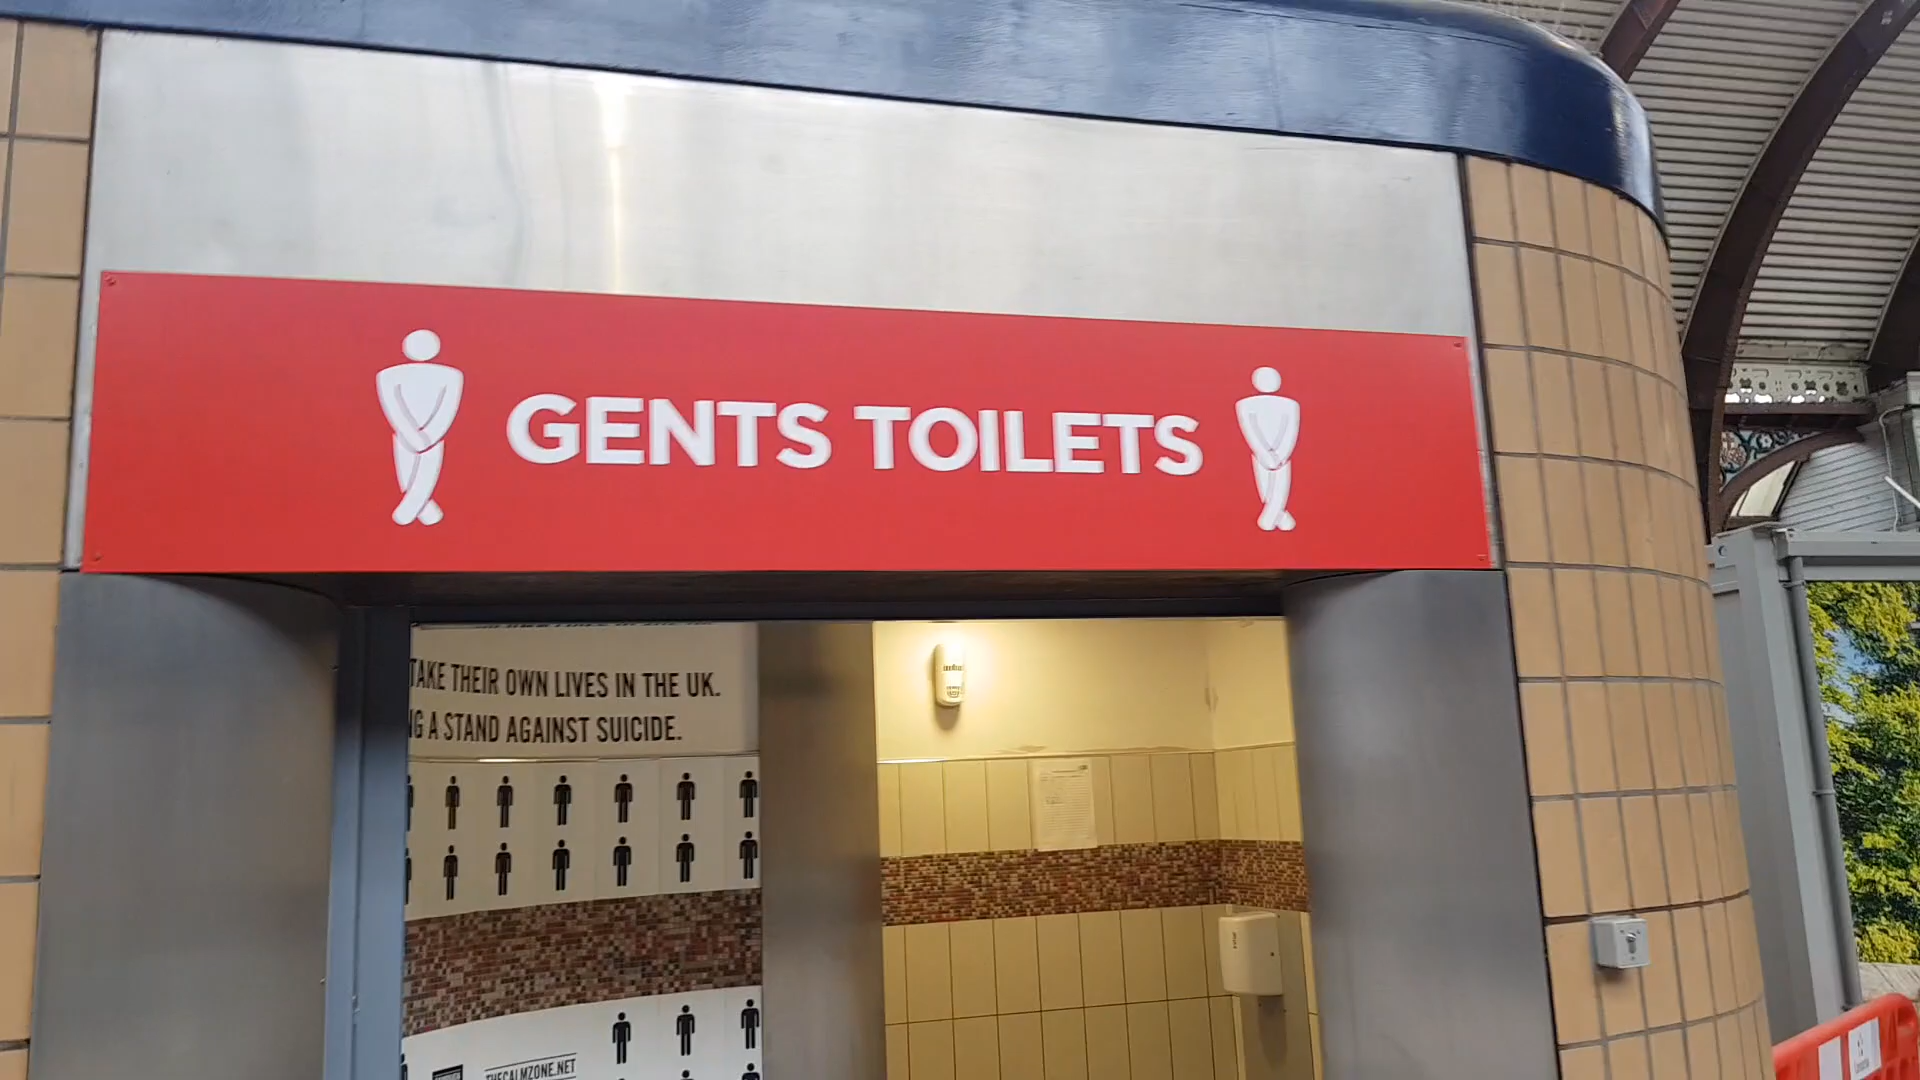 GENTS TOILETS
TAKE THEIR OWN LIVES IN THE UK.
A STAND AGAINST SUICIDE.
THECALMZONE.NET